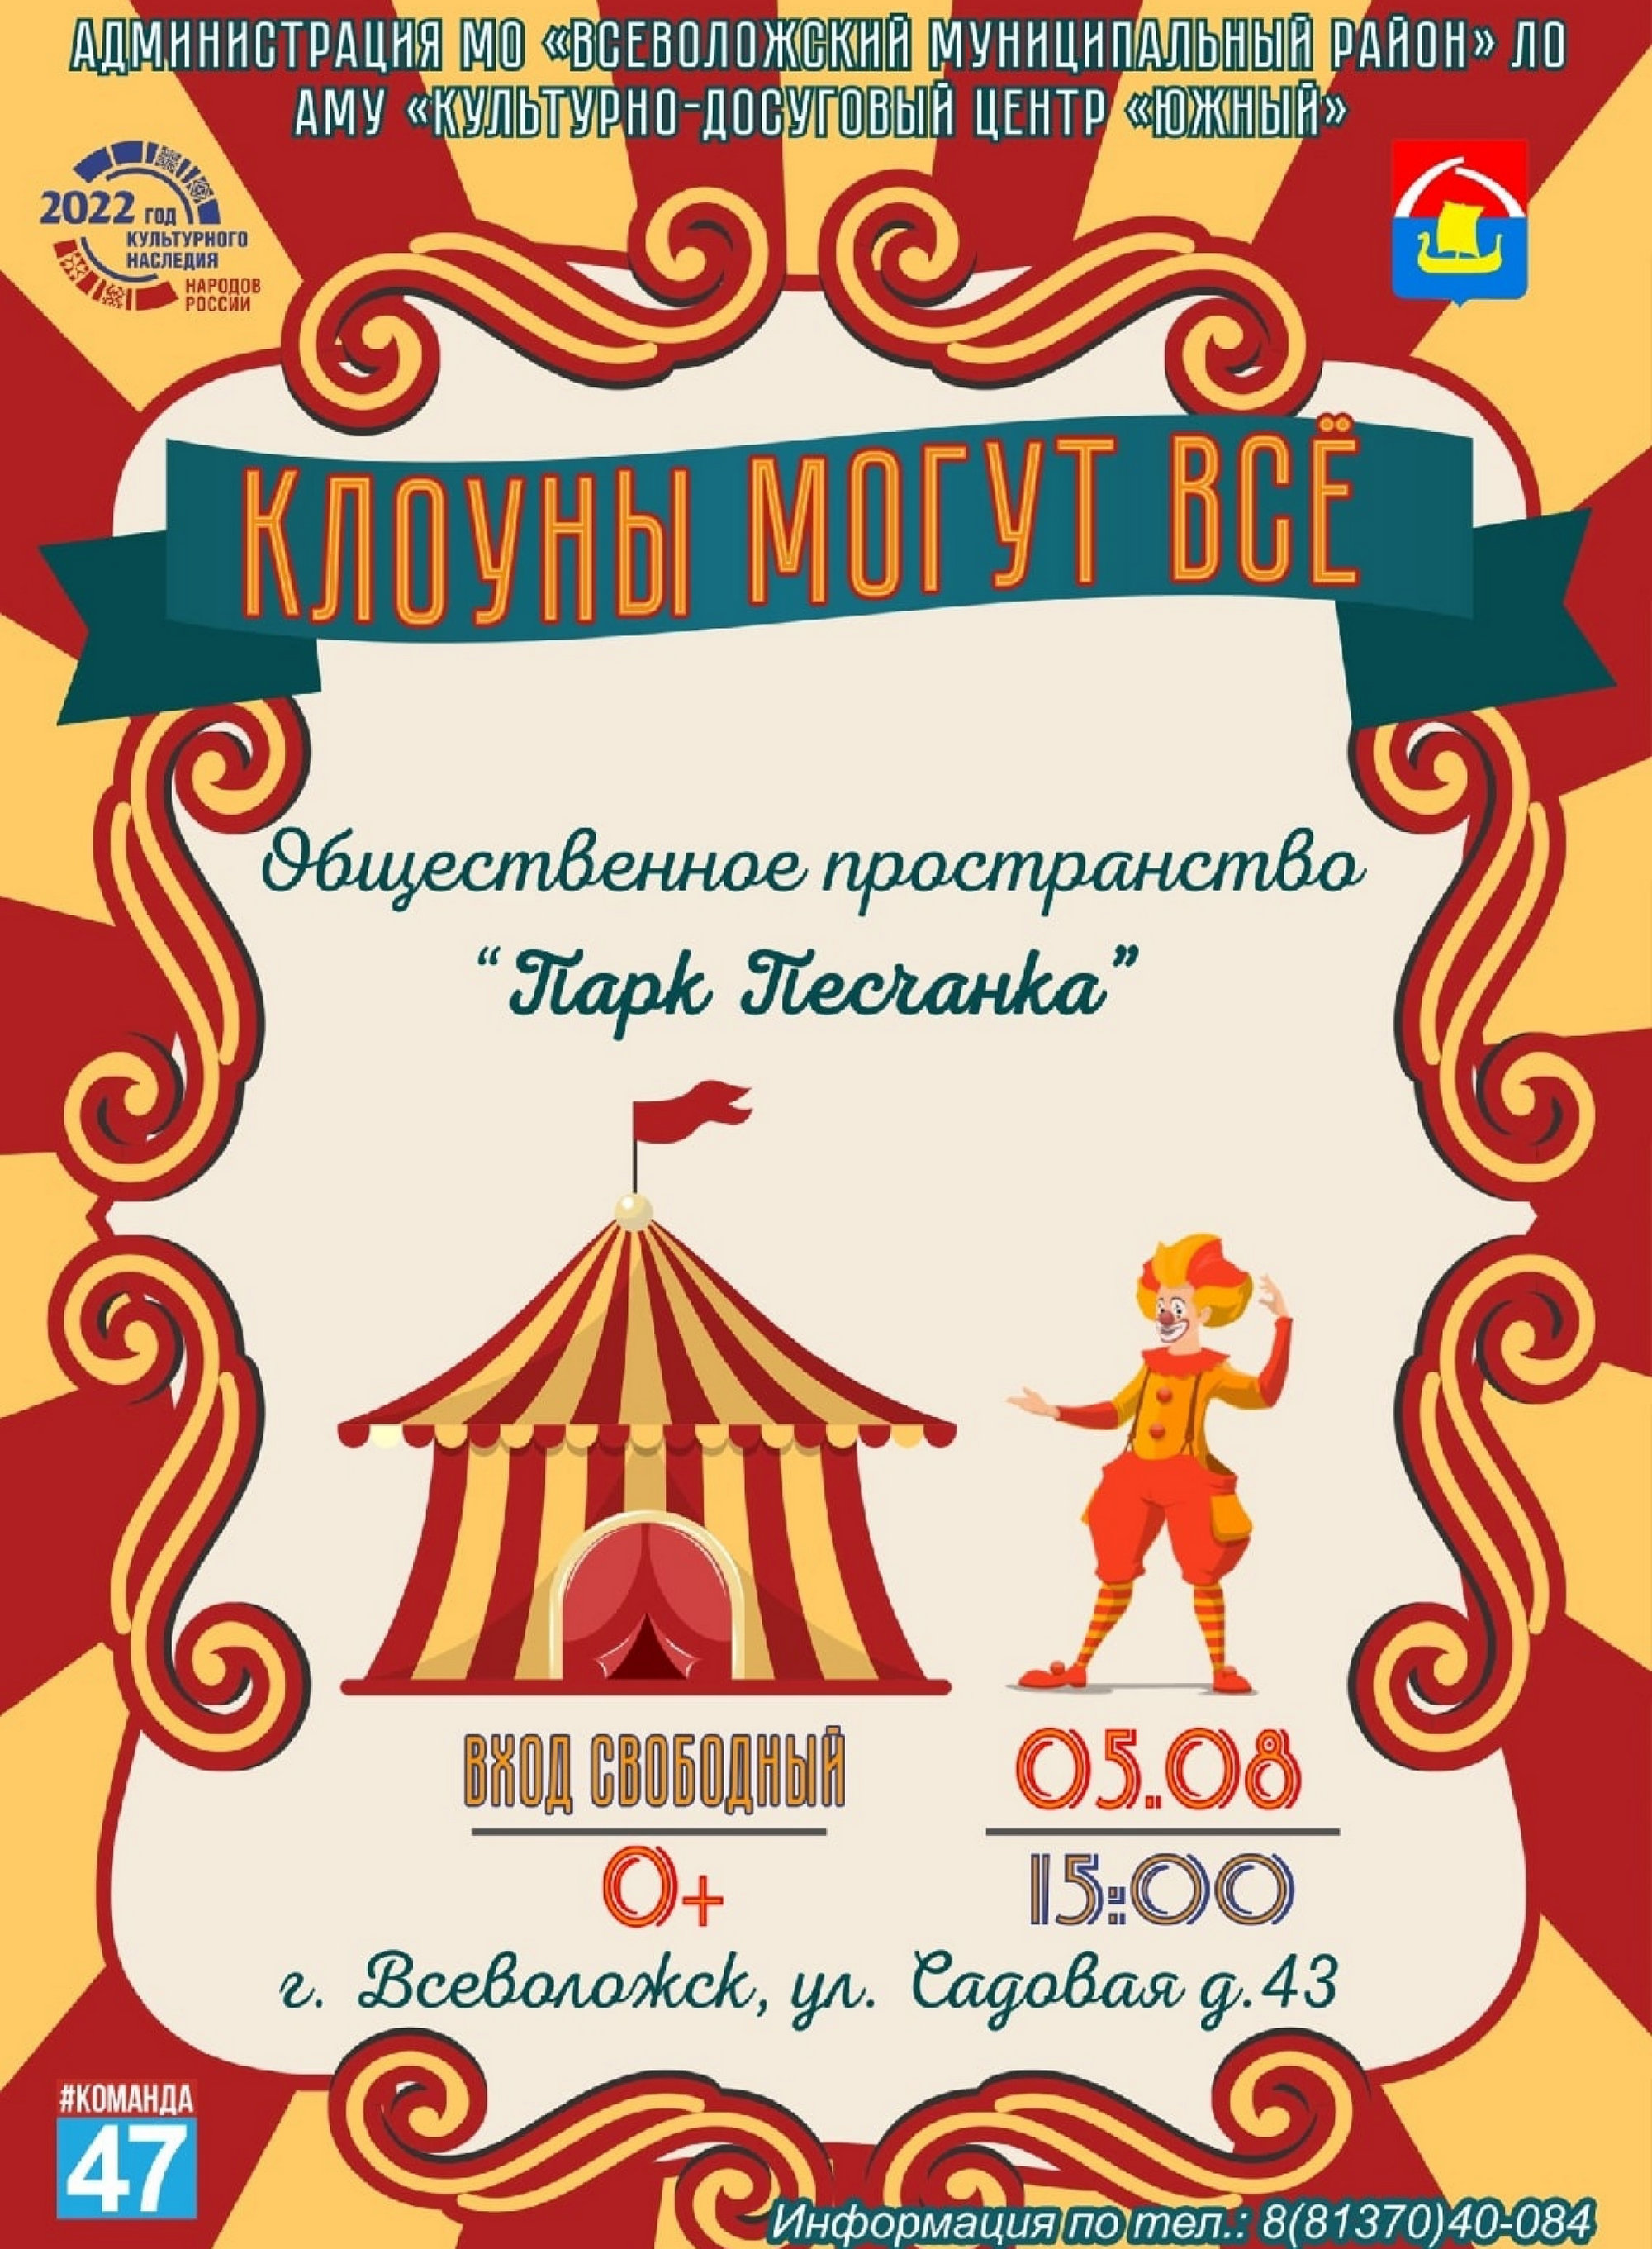 АДМИНИСТРАЦИЯ МО «ВСЕВОЛОЖСКИЙ МУНИЦИПАЛЬНЫЙ РАЙОН» ЛО
АМУ «КУЛЬТУРНО-ДОСУГОВЫЙ ЦЕНТР «ЮЖНЫЙ»
2022 ГОД
КУЛЬТУРНОГО
НАСЛЕДИЯ
НАРОДОВ
РОССИИ
КЛОУНЫ МОГУТ ВСЁ
Общественное пространство
“Парк Песчанка”
ВХОД СВОБОДНЫЙ
0+
05.08
15:00
г. Всеволожск, ул. Садовая д.43
#КОМАНДА
47
Информация по тел.: 8(81370)40-084